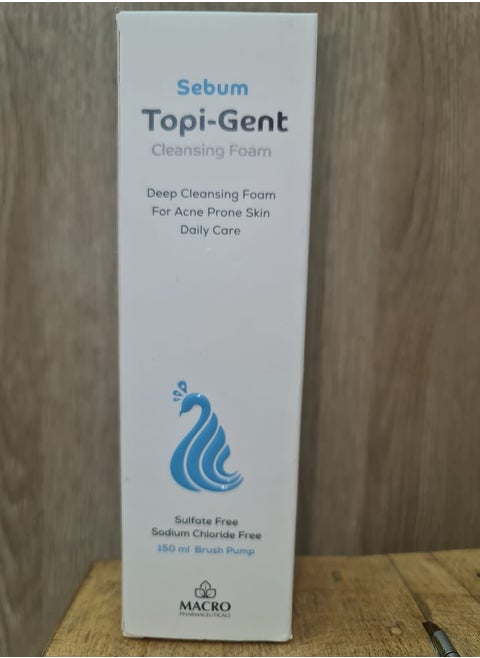 Sebum
Topi-Gent
Cleansing Foam
Deep Cleansing Foam
For Acne Prone Skin
Daily Care
Sulfate Free
Sodium Chloride Free
150 ml Brush Pump
MACRO
PHARMACEUTICALS